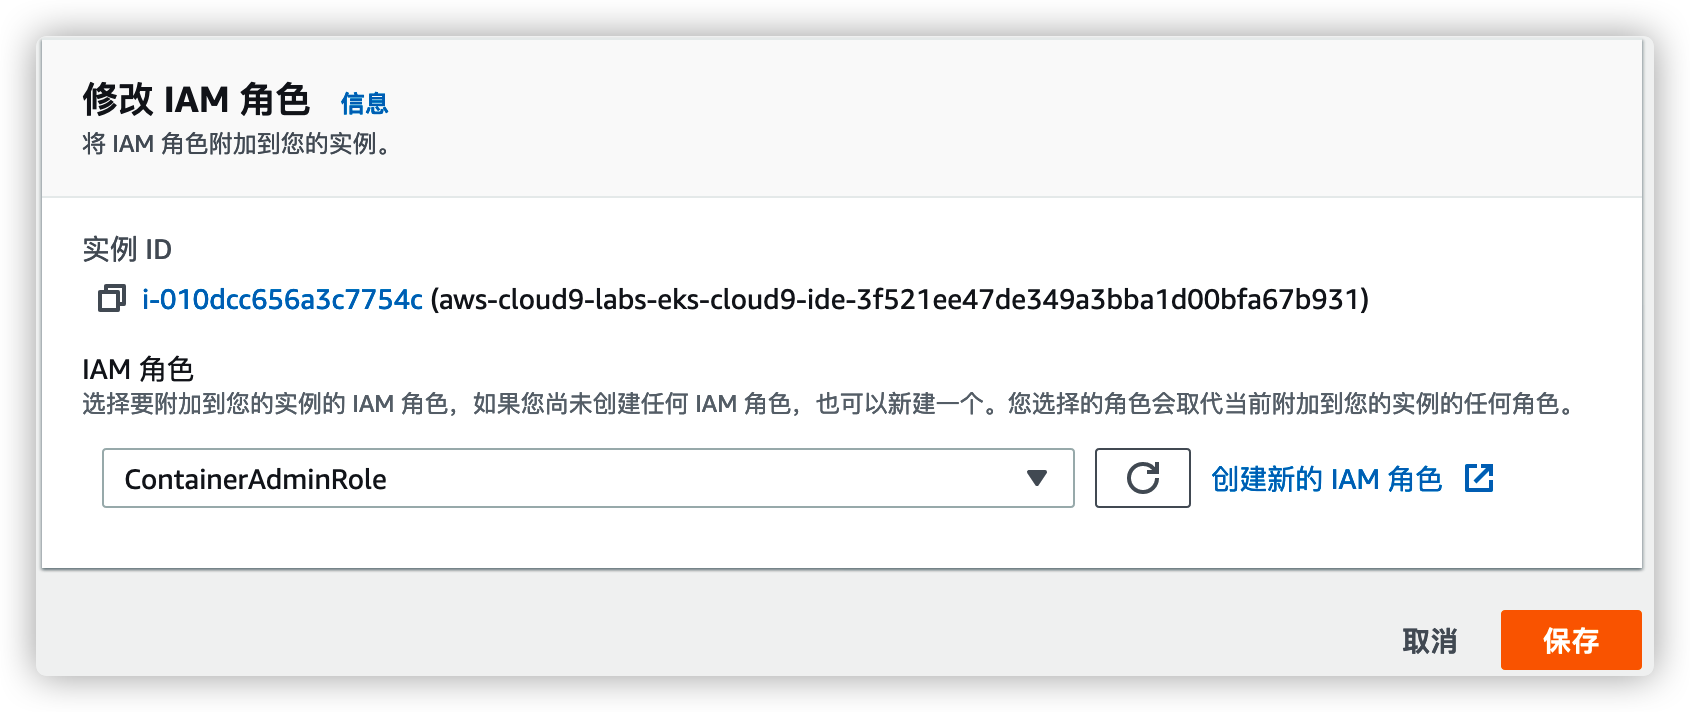 修改 IAM 角色 信息
将 IAM 角色附加到您的实例。
实例 ID
i-010dcc656a3c7754c (aws-cloud9-labs-eks-cloud9-ide-3f521ee47de349a3bba1d00bfa67b931)
IAM 角色
选择要附加到您的实例的 IAM 角色，如果您尚未创建任何 IAM 角色，也可以新建一个。您选择的角色会取代当前附加到您的实例的任何角色。
ContainerAdminRole 创建新的 IAM 角色
取消 保存